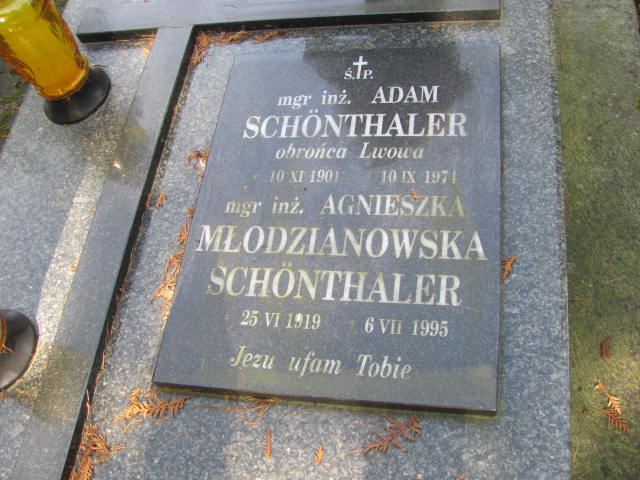 Ś.†P.
mgr inż. ADAM
SCHÖNTHALER
obrońca Lwowa
10 XI 1901 10 IX 1974
mgr inż. AGNIESZKA
MŁODZIANOWSKA
SCHÖNTHALER
25 VI 1919 6 VII 1995
Jezu ufam Tobie